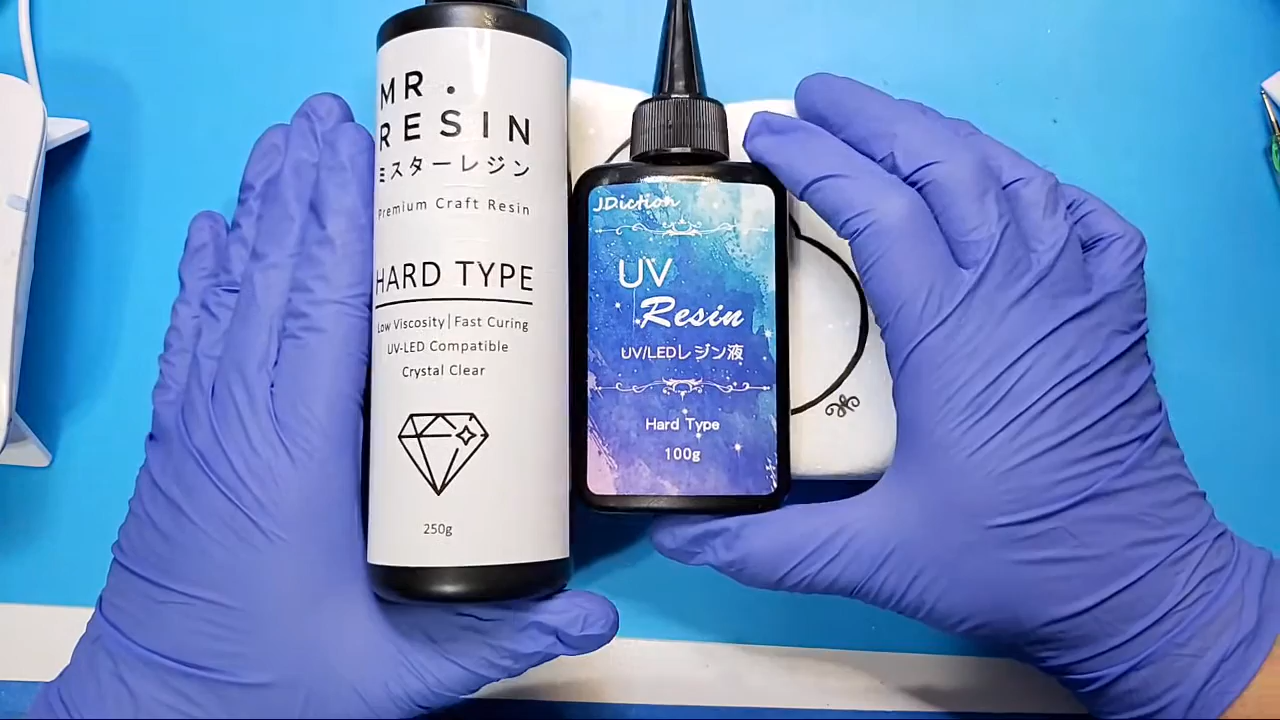 MR.
RESIN
ミスターレジン
Premium Craft Resin
HARD TYPE
Low Viscosity|Fast Curing
UV-LED Compatible
Crystal Clear
250g
JDiction
UV
Resin
UV/LEDレジン液
Hard Type
100g